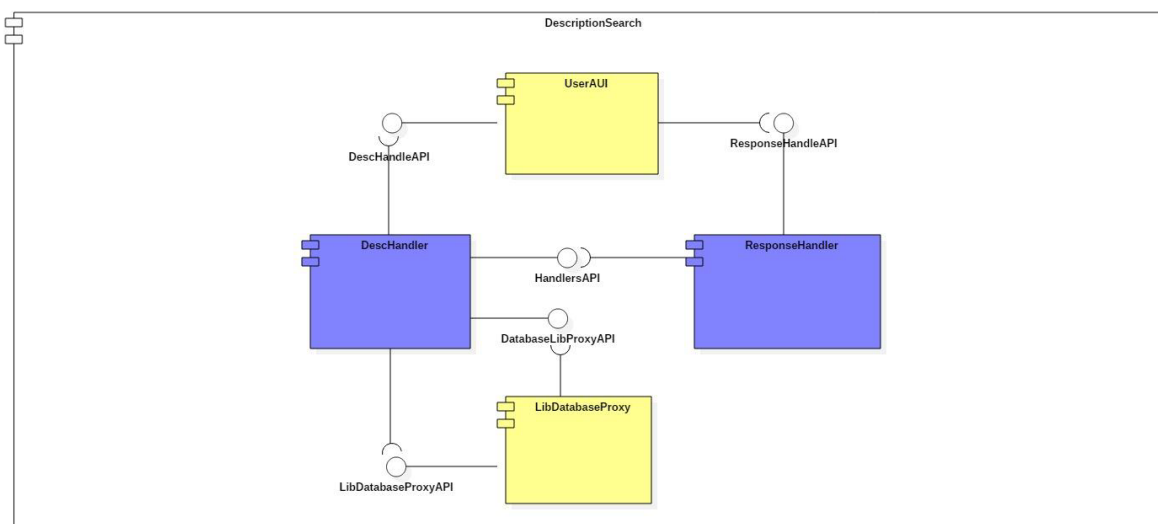 DescriptionSearch
UserAUI
DescHandleAPI
ResponseHandleAPI
DescHandler
ResponseHandler
HandlersAPI
DatabaseLibProxyAPI
LibDatabaseProxy
LibDatabaseProxyAPI